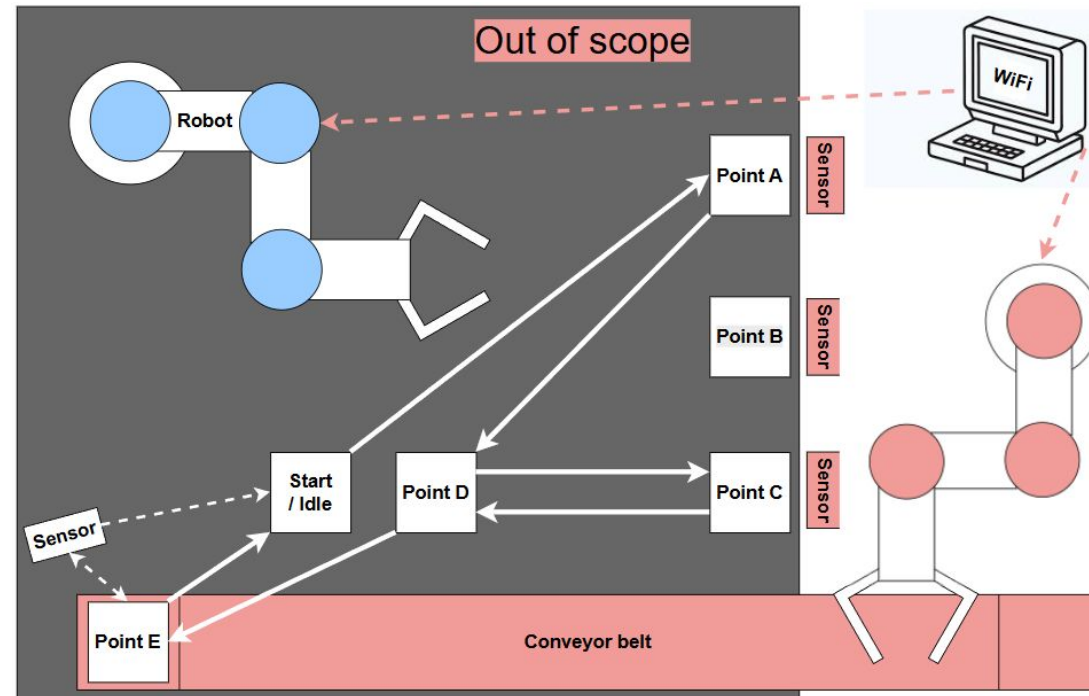 Out of scope
WiFi
Robot
Point A
Sensor
Point B
Sensor
Start
/ Idle
Point D
Point C
Sensor
Sensor
Point E
Conveyor belt